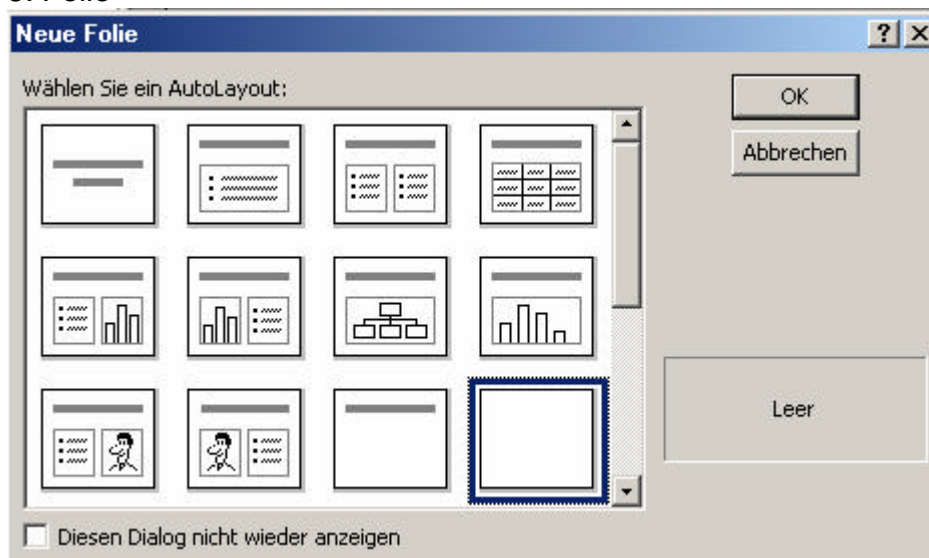 Neue Folie
Wählen Sie ein AutoLayout:
OK
Abbrechen
Leer
Diesen Dialog nicht wieder anzeigen